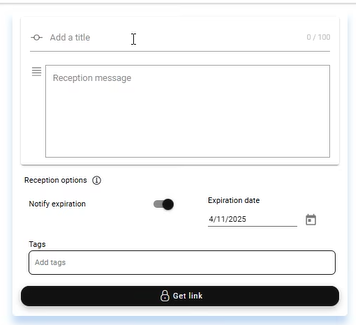 Add a title
0 / 100
Reception message
Reception options
Notify expiration
Expiration date
4/11/2025
Tags
Add tags
Get link